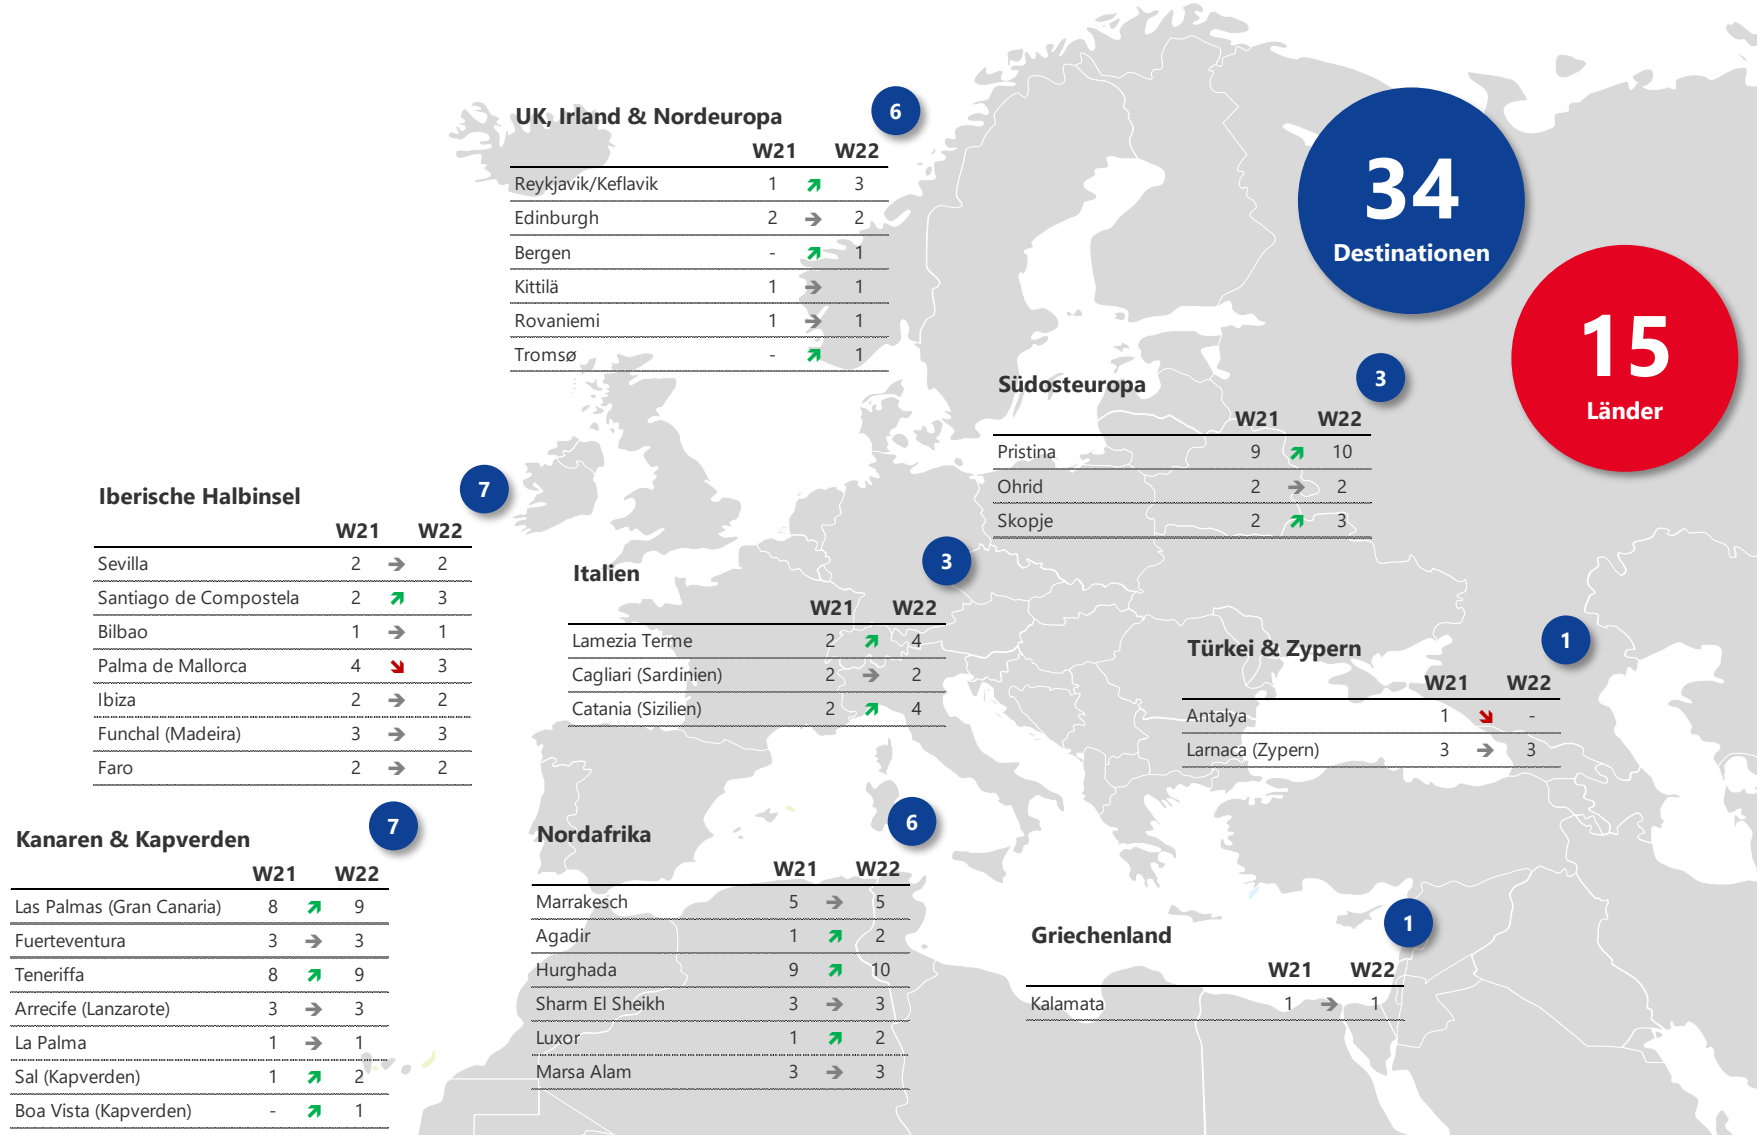 UK, Irland & Nordeuropa 6
W21 W22
Reykjavik/Keflavik 1 ↗ 3
Edinburgh 2 → 2
Bergen - ↗ 1
Kittilä 1 → 1
Rovaniemi 1 → 1
Tromsø - ↗ 1
34
Destinationen
15
Länder
Südosteuropa 3
W21 W22
Pristina 9 ↗ 10
Ohrid 2 → 2
Skopje 2 ↗ 3
Iberische Halbinsel 7
W21 W22
Sevilla 2 → 2
Santiago de Compostela 2 ↗ 3
Bilbao 1 → 1
Palma de Mallorca 4 ↘ 3
Ibiza 2 → 2
Funchal (Madeira) 3 → 3
Faro 2 → 2
Italien 3
W21 W22
Lamezia Terme 2 ↗ 4
Cagliari (Sardinien) 2 → 2
Catania (Sizilien) 2 ↗ 4
Türkei & Zypern 1
W21 W22
Antalya 1 ↘ -
Larnaca (Zypern) 3 → 3
Kanaren & Kapverden 7
W21 W22
Las Palmas (Gran Canaria) 8 ↗ 9
Fuerteventura 3 → 3
Teneriffa 8 ↗ 9
Arrecife (Lanzarote) 3 → 3
La Palma 1 → 1
Sal (Kapverden) 1 ↗ 2
Boa Vista (Kapverden) - ↗ 1
Nordafrika 6
W21 W22
Marrakesch 5 → 5
Agadir 1 ↗ 2
Hurghada 9 ↗ 10
Sharm El Sheikh 3 → 3
Luxor 1 ↗ 2
Marsa Alam 3 → 3
Griechenland 1
W21 W22
Kalamata 1 → 1